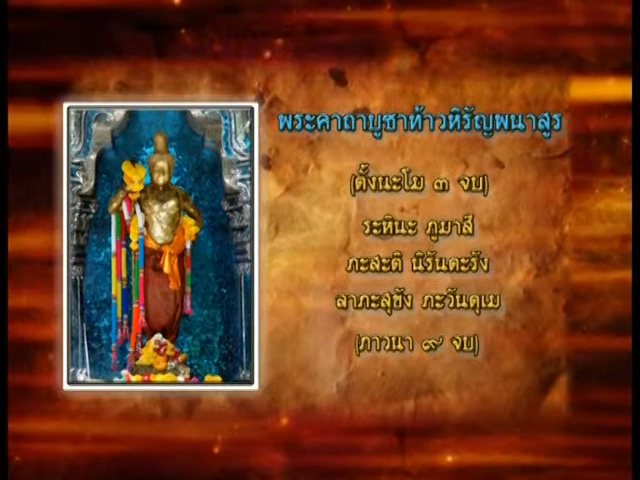 พระคาถาบูชาท้าวหิรัญพนาสูร
(ตั้งนะโม ๓ จบ)
ระหินะ ภูมาสี
ภะสะติ นิรันตะรัง
ลาภะสุขัง ภะวันตุเม
(ภาวนา ๙ จบ)